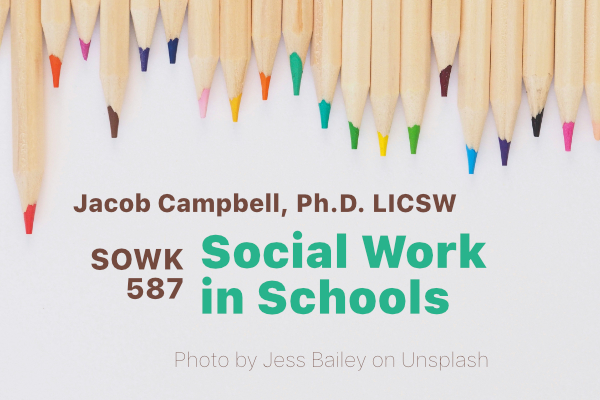 Jacob Campbell, Ph.D. LICSW
SOWK
587
Social Work
in Schools
Photo by Jess Bailey on Unsplash